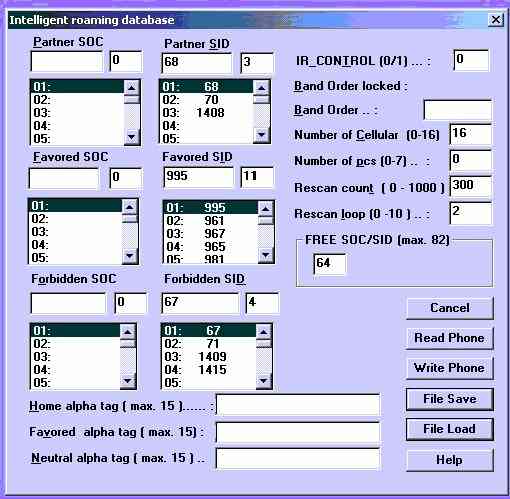 Intelligent roaming database
Partner SOC
0
01:
02:
03:
04:
05:
Partner SID
68 3
01: 68
02: 70
03: 1408
04:
05:
Favored SOC
0
01:
02:
03:
04:
05:
Favored SID
995 11
01: 995
02: 961
03: 967
04: 965
05: 981
Forbidden SOC
0
01:
02:
03:
04:
05:
Forbidden SID
67 4
01: 67
02: 71
03: 1409
04: 1415
05:
IR_CONTROL (0/1) ... : 0
Band Order locked :
Band Order .. :
Number of Cellular (0-16) 16
Number of pcs (0-7) .. : 0
Rescan count ( 0 - 1000 ) 300
Rescan loop (0 -10 ) .. : 2
FREE SOC/SID (max. 82)
64
Cancel
Read Phone
Write Phone
File Save
File Load
Help
Home alpha tag ( max. 15 )...... :
Favored alpha tag ( max. 15) :
Neutral alpha tag ( max. 15 ) ..